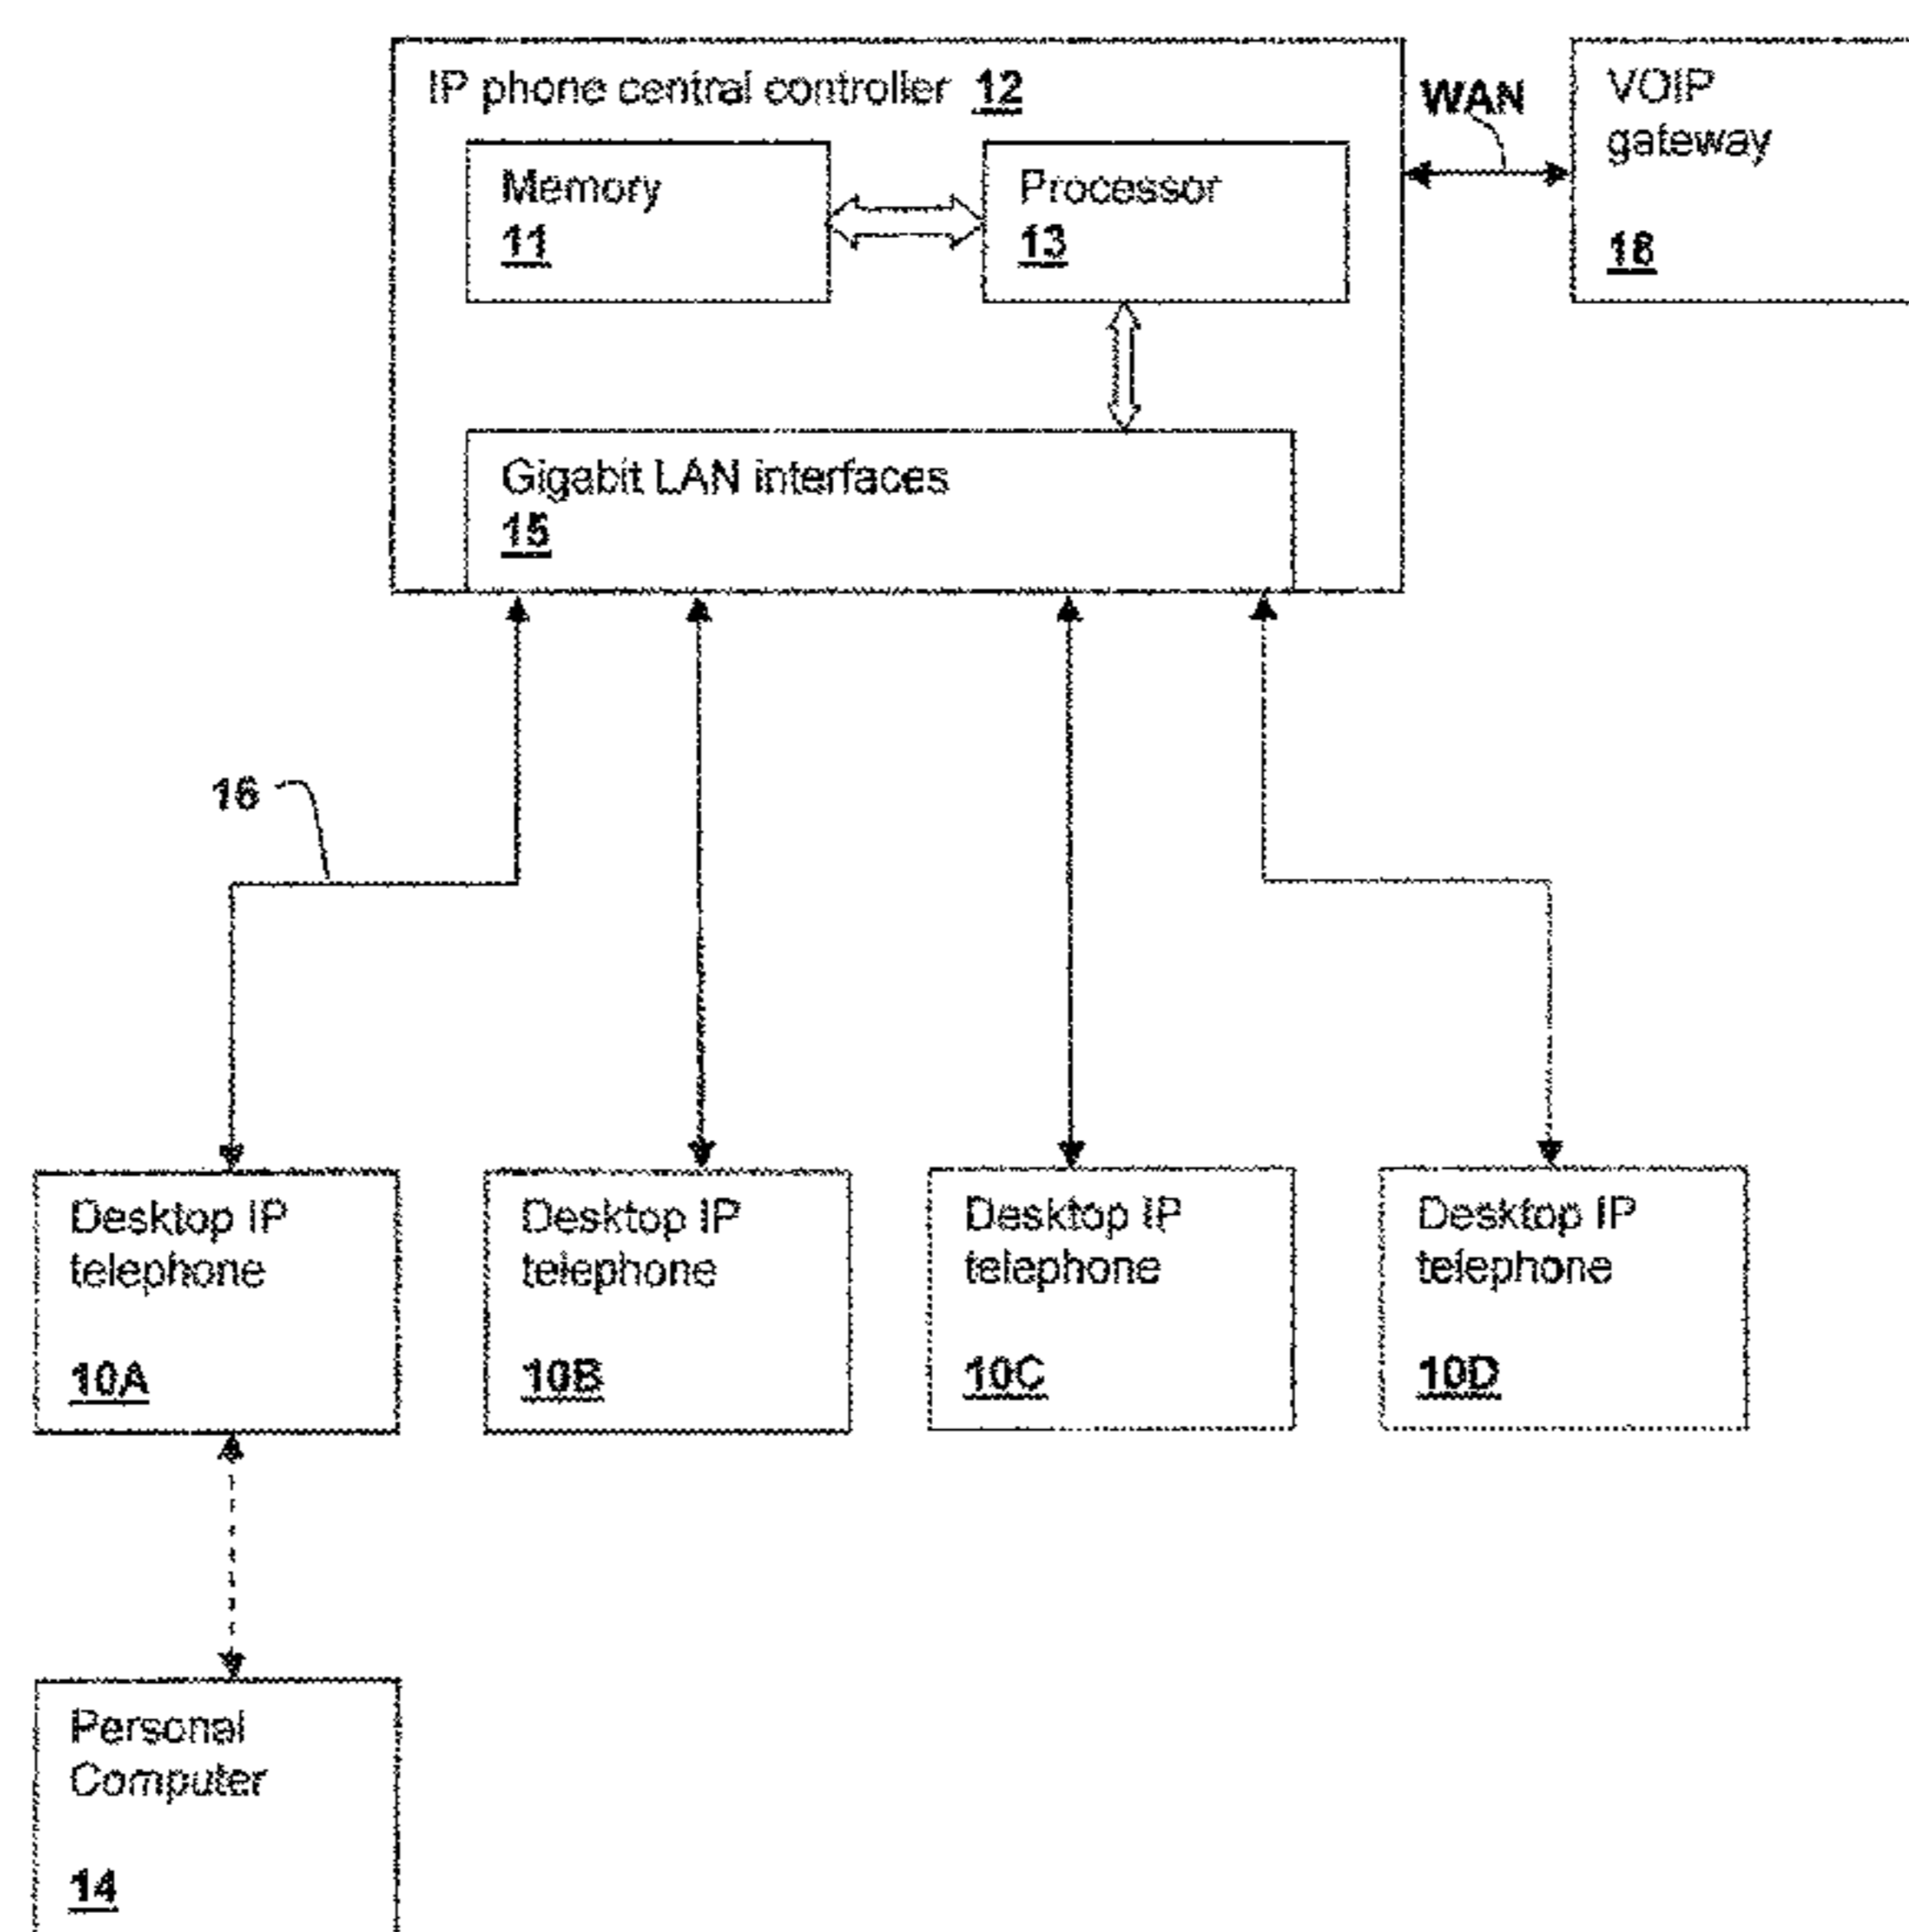 IP phone central controller 12
WAN
VOIP
gateway
18
Memory
11
Processor
13
Gigabit LAN interfaces
15
16
Desktop IP
telephone
10A
Desktop IP
telephone
10B
Desktop IP
telephone
10C
Desktop IP
telephone
10D
Personal
Computer
14